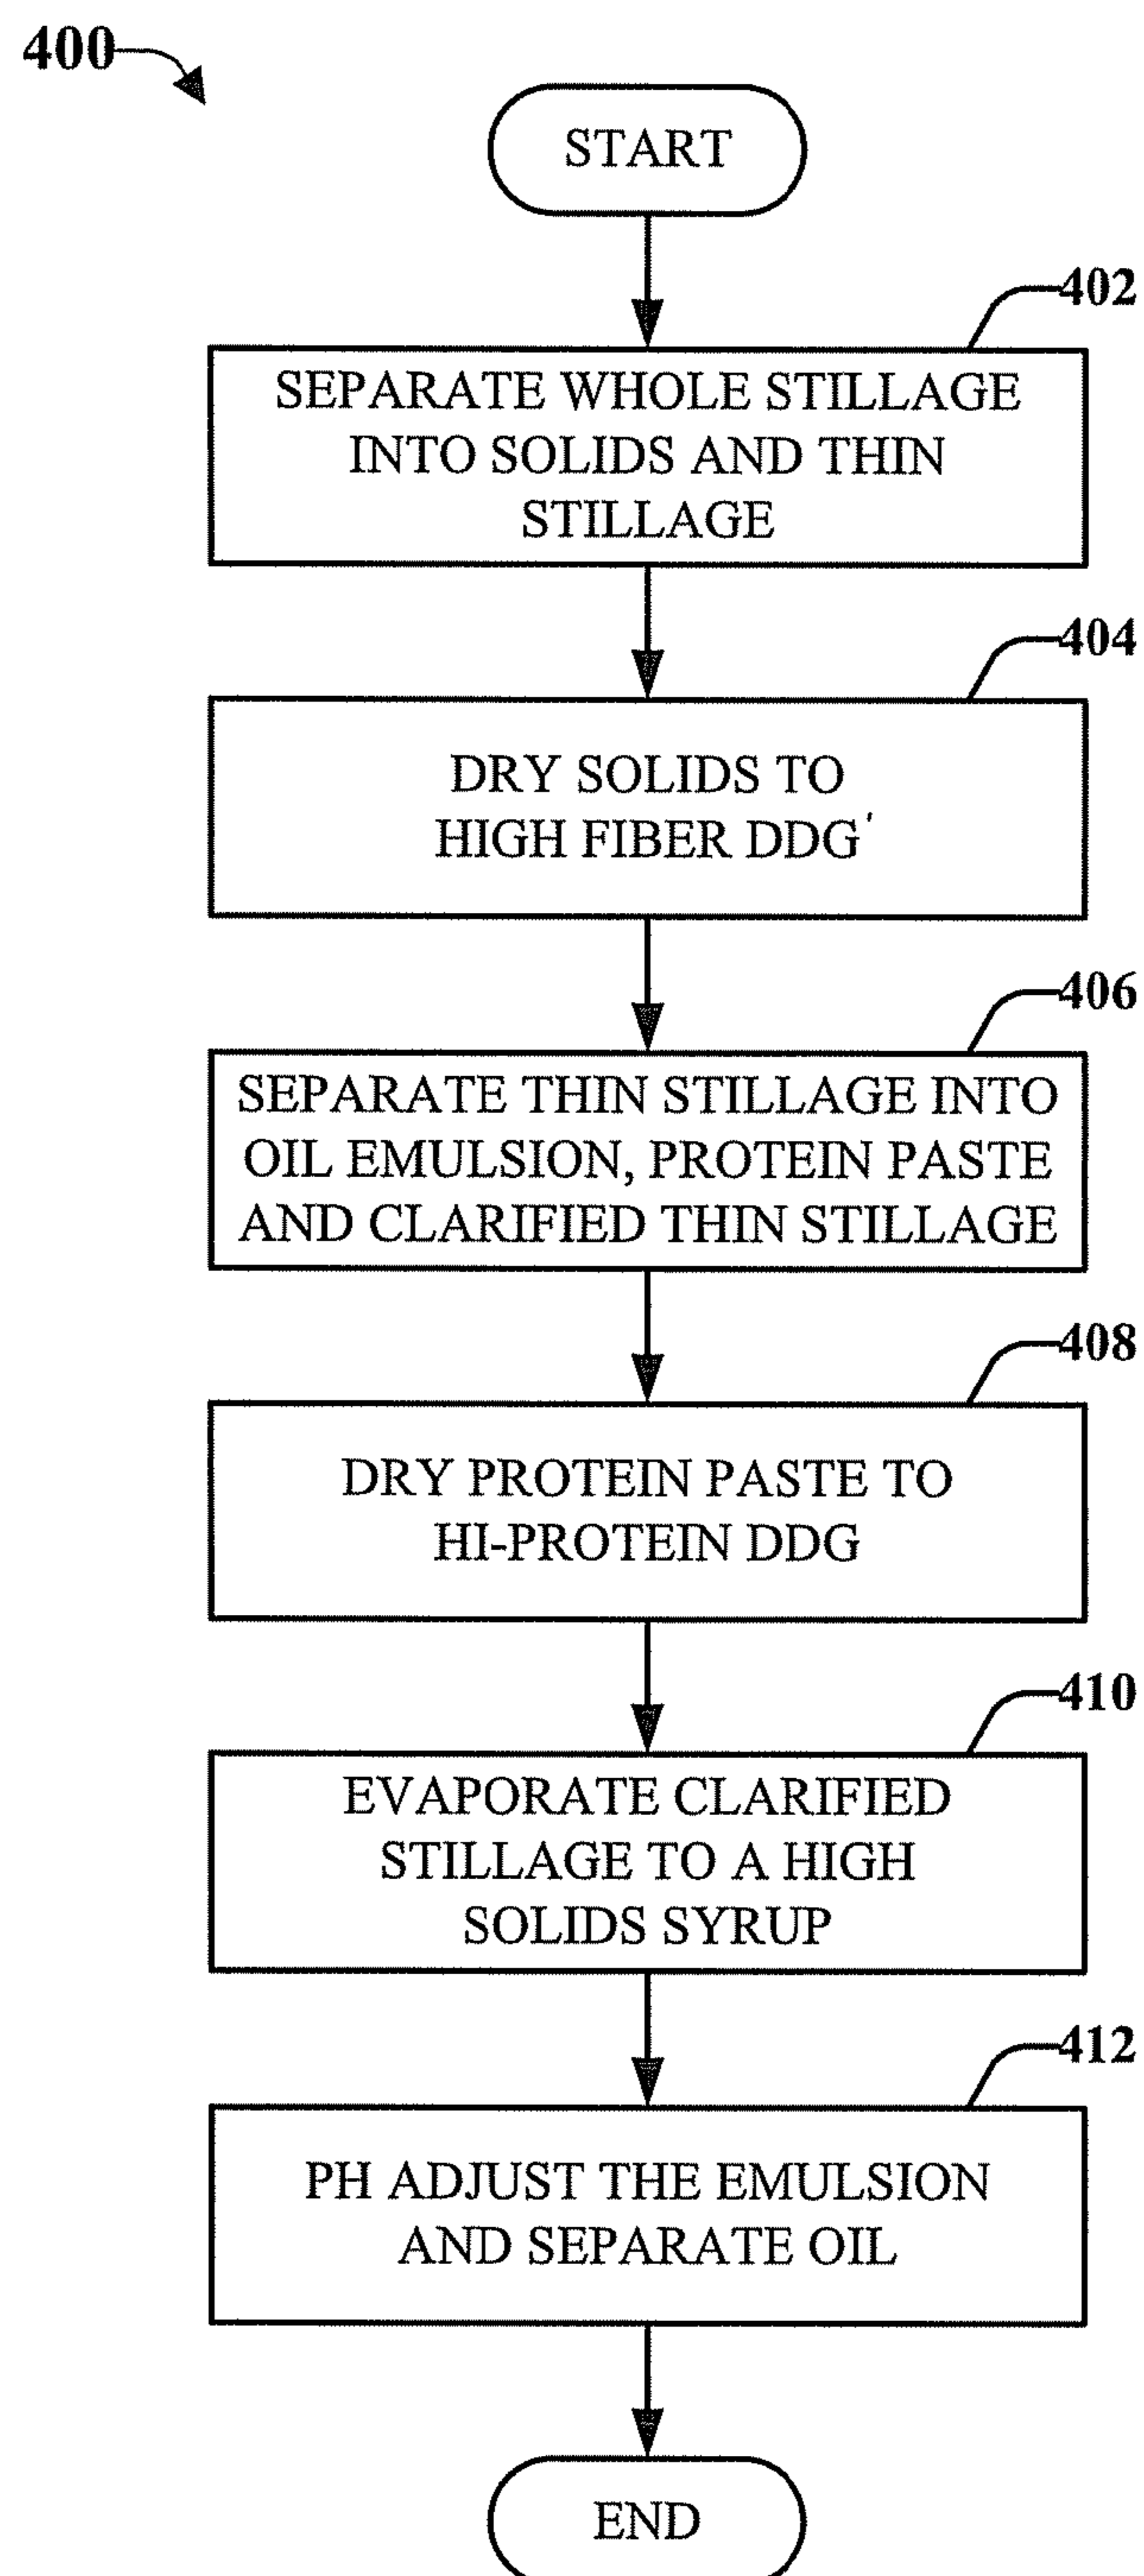 400
START
402
SEPARATE WHOLE STILLAGE
INTO SOLIDS AND THIN
STILLAGE
404
DRY SOLIDS TO
HIGH FIBER DDG'
406
SEPARATE THIN STILLAGE INTO
OIL EMULSION, PROTEIN PASTE
AND CLARIFIED THIN STILLAGE
408
DRY PROTEIN PASTE TO
HI-PROTEIN DDG
410
EVAPORATE CLARIFIED
STILLAGE TO A HIGH
SOLIDS SYRUP
412
PH ADJUST THE EMULSION
AND SEPARATE OIL
END